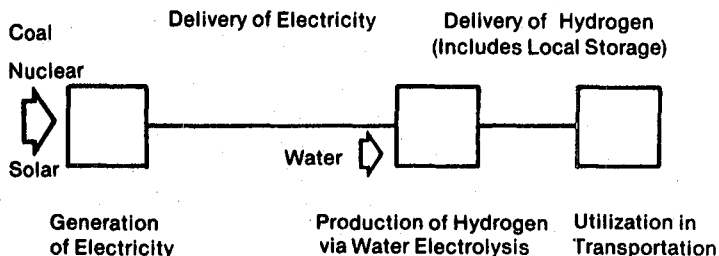 Delivery of Electricity
Delivery of Hydrogen
(Includes Local Storage)
Coal
Nuclear
Solar
Water
Generation
of Electricity
Production of Hydrogen
via Water Electrolysis
Utilization in
Transportation